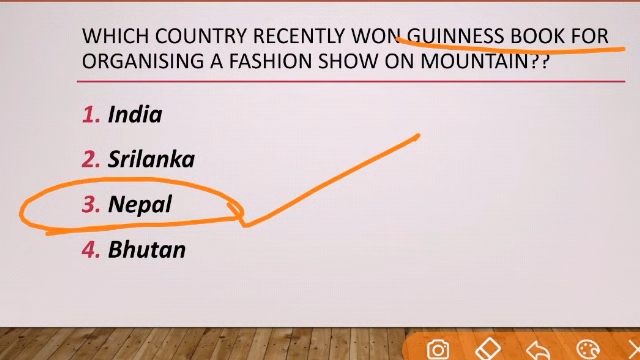 WHICH COUNTRY RECENTLY WON GUINNESS BOOK FOR
ORGANISING A FASHION SHOW ON MOUNTAIN??
1. India
2. Srilanka
3. Nepal
4. Bhutan